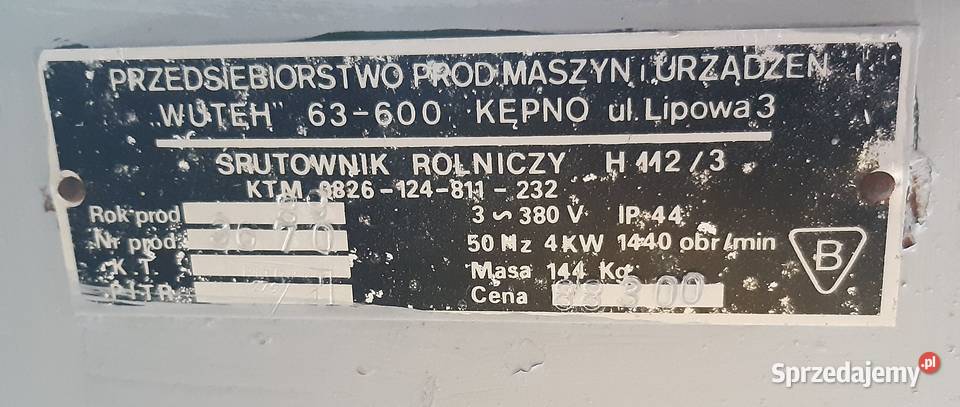 PRZEDSIEBIORSTWO PROD MASZYN i URZĄDZEŃ
"WUTEH" 63-600 KĘPNO ul. Lipowa 3
ŚRUTOWNIK ROLNICZY H 112/3
KTM 0826-124-811-232
Rok prod 3~380 V IP 44
Nr prod. 50 Hz 4 KW 1440 obr/min
K.T. Masa 144 Kg
Cena
B
Sprzedajemy.pl